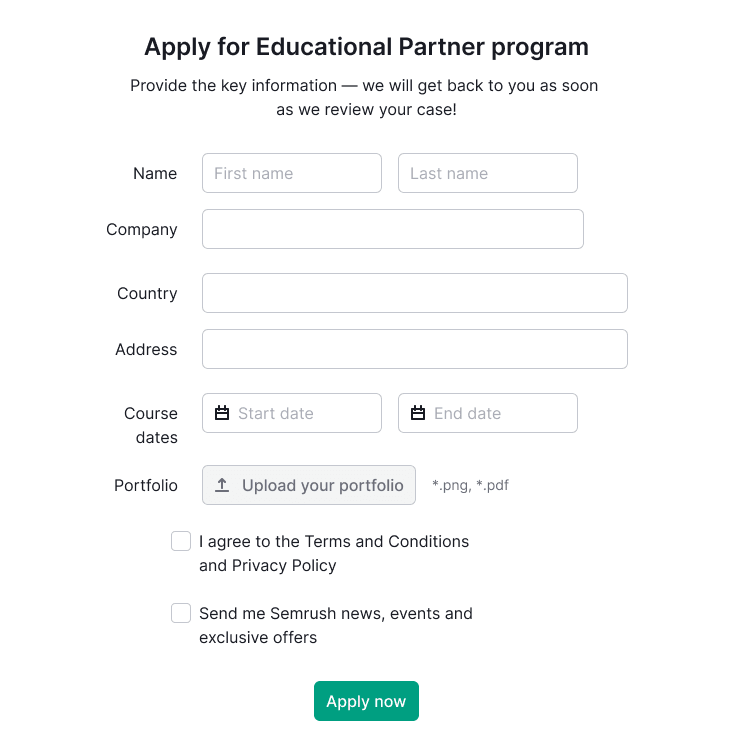 Apply for Educational Partner program
Provide the key information — we will get back to you as soon
as we review your case!
Name
First name
Last name
Company
Country
Address
Course
dates
Start date
End date
Portfolio
Upload your portfolio
*.png, *.pdf
I agree to the Terms and Conditions
and Privacy Policy
Send me Semrush news, events and
exclusive offers
Apply now